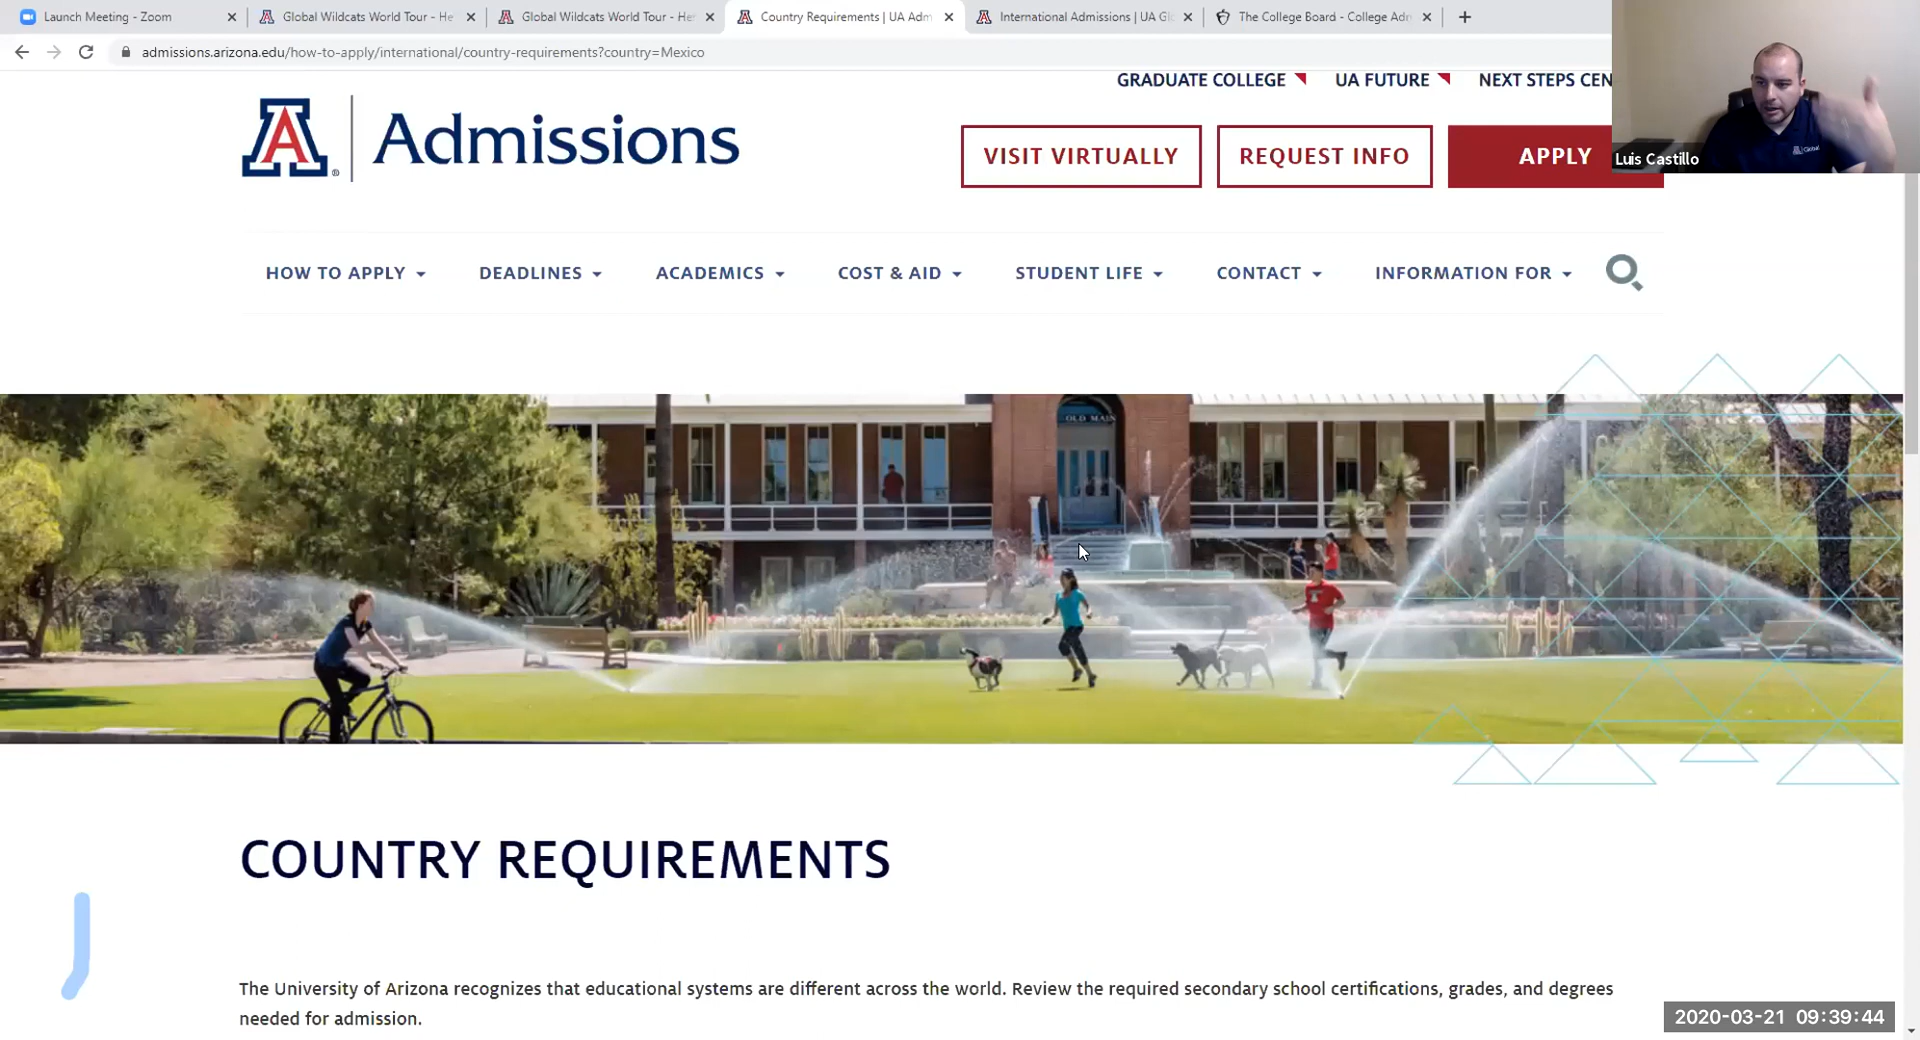 Launch Meeting - Zoom
Global Wildcats World Tour - He
Global Wildcats World Tour - He
Country Requirements | UA Adm
International Admissions | UA Gl
The College Board - College Adm
admissions.arizona.edu/how-to-apply/international/country-requirements?country=Mexico
GRADUATE COLLEGE
UA FUTURE
NEXT STEPS CEN
A
Admissions
VISIT VIRTUALLY
REQUEST INFO
APPLY
Luis Castillo
HOW TO APPLY
DEADLINES
ACADEMICS
COST & AID
STUDENT LIFE
CONTACT
INFORMATION FOR
OLD MAIN
COUNTRY REQUIREMENTS
The University of Arizona recognizes that educational systems are different across the world. Review the required secondary school certifications, grades, and degrees
needed for admission.
2020-03-21 09:39:44